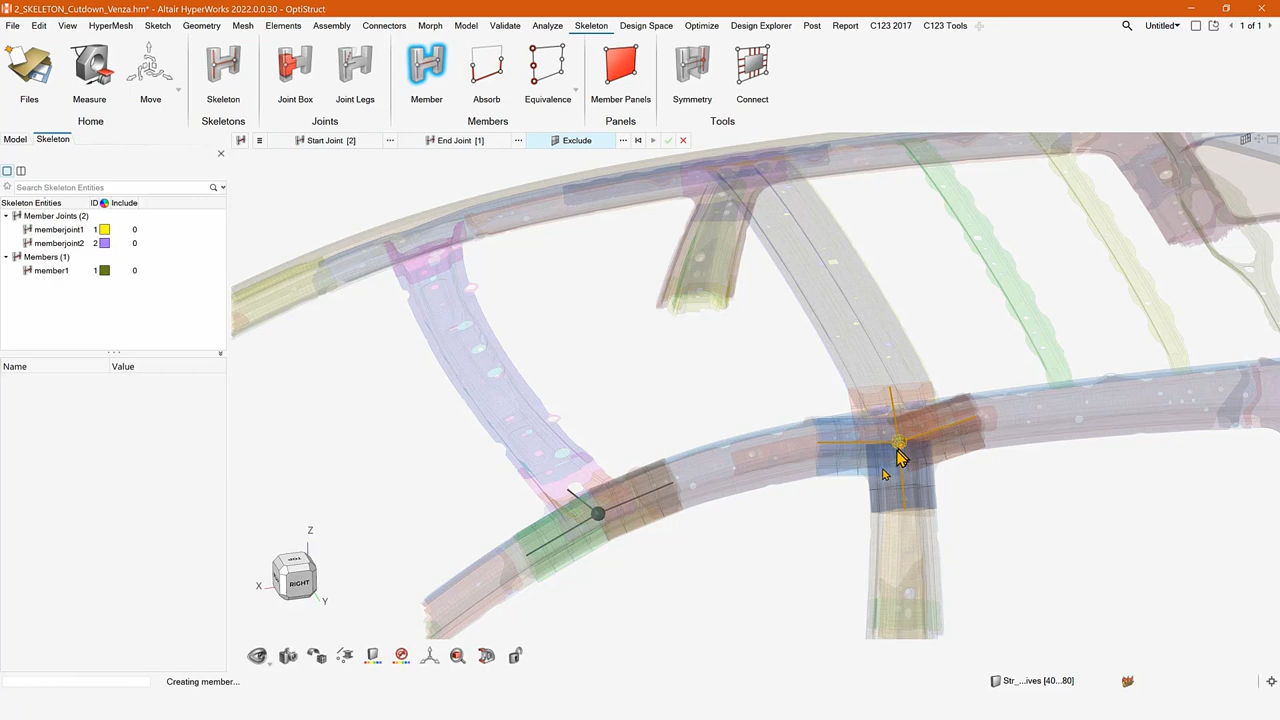 2_SKELETON_Cutdown_Venza.hm* - Altair HyperWorks 2022.0.0.30 - OptiStruct
File Edit View HyperMesh Sketch Geometry Mesh Elements Assembly Connectors Morph Model Validate Analyze Skeleton Design Space Optimize Design Explorer Post Report C123 2017 C123 Tools Untitled 1 of 1
Files Measure Move Skeleton Joint Box Joint Legs Member Absorb Equivalence Member Panels Symmetry Connect
Home Skeletons Joints Members Panels Tools
Model Skeleton Start Joint [2] End Joint [1] Exclude
Search Skeleton Entities
Skeleton Entities ID Include
Member Joints (2)
memberjoint1 1 0
memberjoint2 2 0
Members (1)
member1 1 0
Name Value
Z
TOP
X RIGHT
Y
Creating member... Str_...ives [40...80]